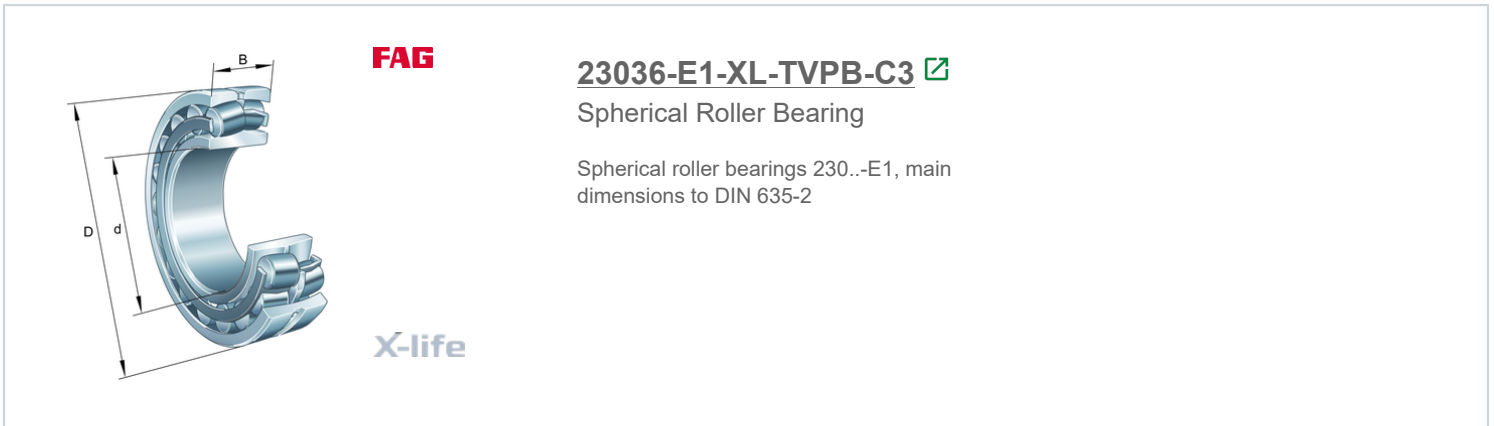 B
D
d
FAG
X-life
23036-E1-XL-TVPB-C3
Spherical Roller Bearing
Spherical roller bearings 230..-E1, main
dimensions to DIN 635-2